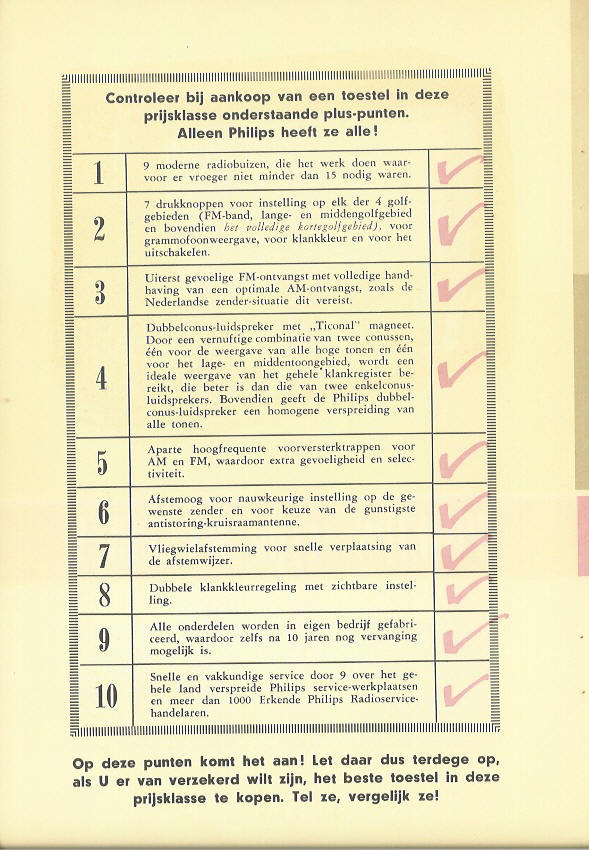 Controleer bij aankoop van een toestel in deze
prijsklasse onderstaande plus-punten.
Alleen Philips heeft ze alle!
1
9 moderne radiobuizen, die het werk doen waar-
voor er vroeger niet minder dan 15 nodig waren.
2
7 drukknoppen voor instelling op elk der 4 golf-
gebieden (FM-band, lange- en middengolfgebied
en bovendien het volledige kortegolfgebied), voor
grammofoonweergave, voor klankkleur en voor het
uitschakelen.
3
Uiterst gevoelige FM-ontvangst met volledige hand-
having van een optimale AM-ontvangst, zoals de
Nederlandse zender-situatie dit vereist.
4
Dubbelconus-luidspreker met „Ticonal" magneet.
Door een vernuftige combinatie van twee conussen,
één voor de weergave van alle hoge tonen en één
voor het lage- en middentoongebied, wordt een
ideale weergave van het gehele klankregister be-
reikt, die beter is dan die van twee enkelconus-
luidsprekers. Bovendien geeft de Philips dubbel-
conus-luidspreker een homogene verspreiding van
alle tonen.
5
Aparte hoogfrequente voorversterktrappen voor
AM en FM, waardoor extra gevoeligheid en selec-
tiviteit.
6
Afstemoog voor nauwkeurige instelling op de ge-
wenste zender en voor keuze van de gunstigste
antistoring-kruisraamantenne.
7
Vliegwielafstemming voor snelle verplaatsing van
de afstemwijzer.
8
Dubbele klankkleurregeling met zichtbare instel-
ling.
9
Alle onderdelen worden in eigen bedrijf gefabri-
ceerd, waardoor zelfs na 10 jaren nog vervanging
mogelijk is.
10
Snelle en vakkundige service door 9 over het ge-
hele land verspreide Philips service-werkplaatsen
en meer dan 1000 Erkende Philips Radioservice-
handelaren.
Op deze punten komt het aan! Let daar dus terdege op,
als U er van verzekerd wilt zijn, het beste toestel in deze
prijsklasse te kopen. Tel ze, vergelijk ze!